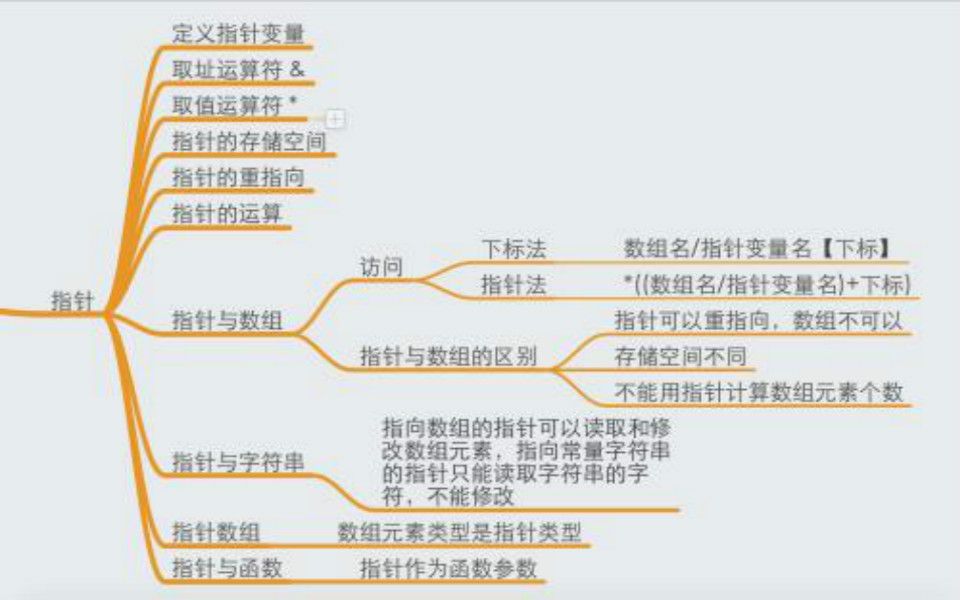 定义指针变量
取址运算符 &
取值运算符 *
指针的存储空间
指针的重指向
指针的运算
指针
指针与数组
访问
下标法
数组名/指针变量名【下标】
指针法
*((数组名/指针变量名)+下标)
指针与数组的区别
指针可以重指向，数组不可以
存储空间不同
不能用指针计算数组元素个数
指针与字符串
指向数组的指针可以读取和修
改数组元素，指向常量字符串
的指针只能读取字符串的字
符，不能修改
指针数组
数组元素类型是指针类型
指针与函数
指针作为函数参数